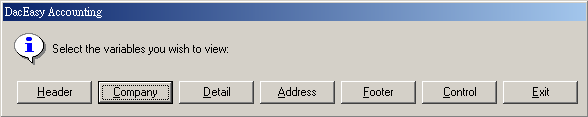 DacEasy Accounting
Select the variables you wish to view:
Header Company Detail Address Footer Control Exit